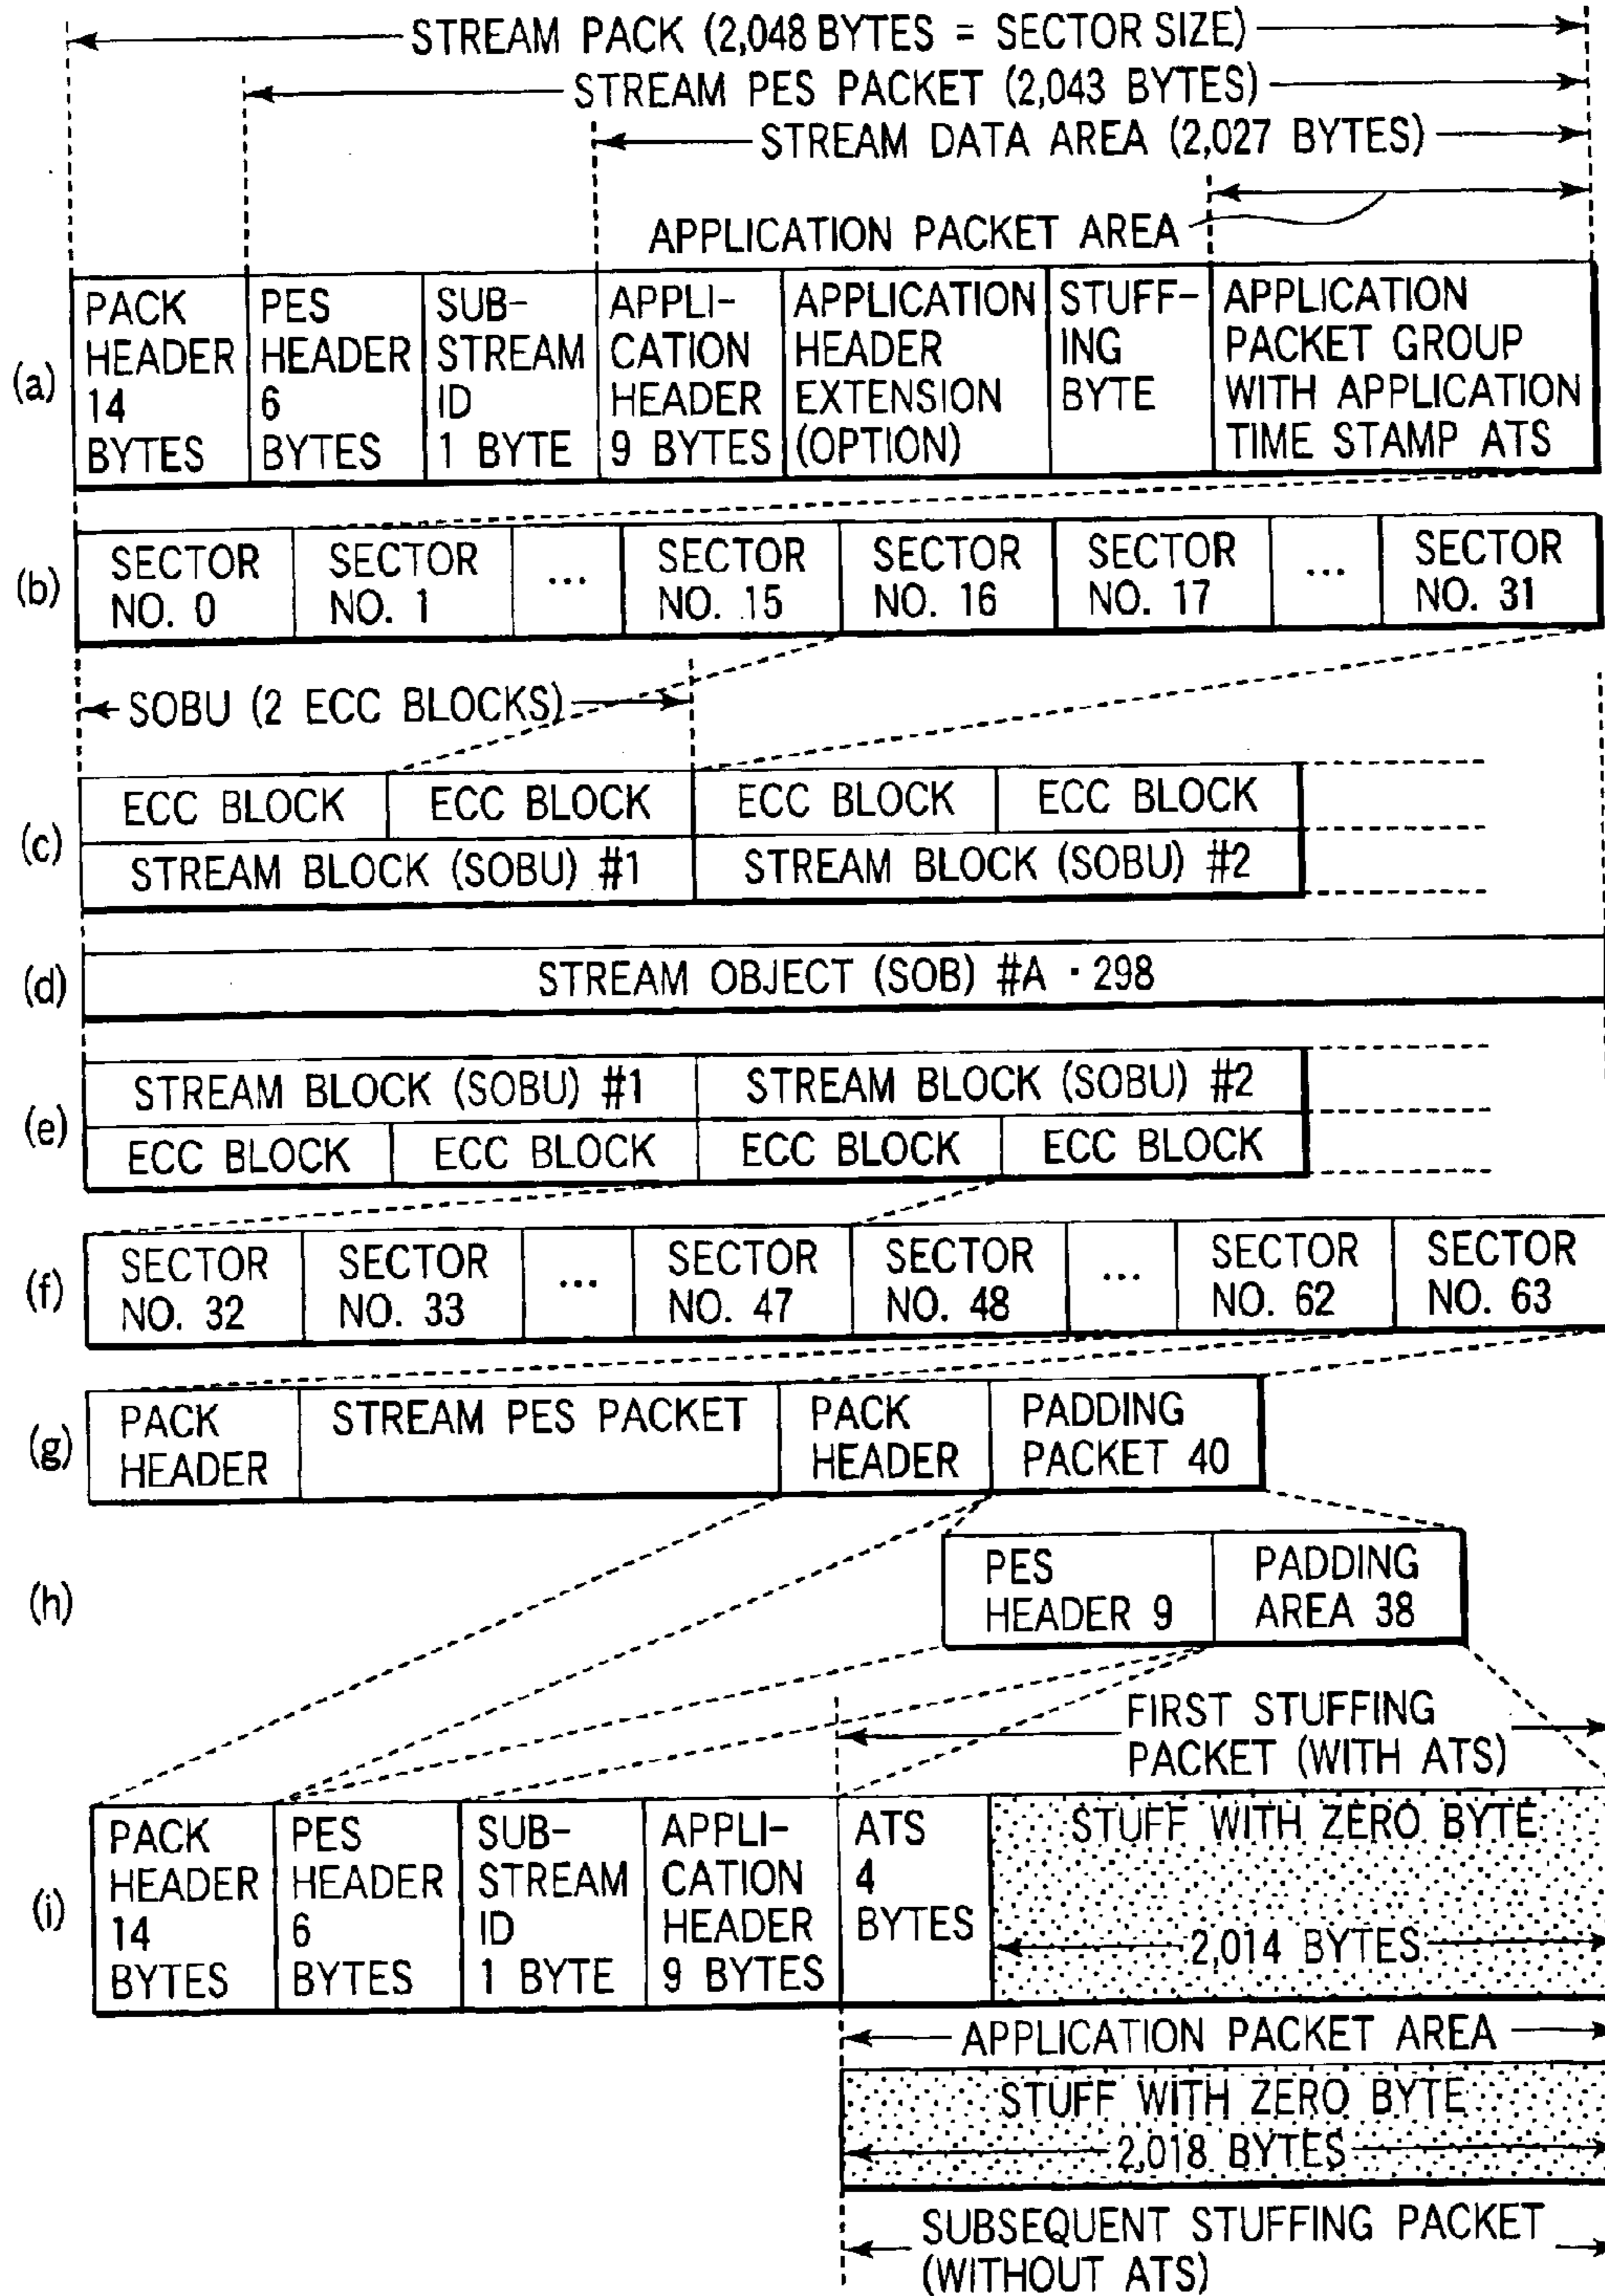 STREAM PACK (2,048 BYTES = SECTOR SIZE)
STREAM PES PACKET (2,043 BYTES)
STREAM DATA AREA (2,027 BYTES)
APPLICATION PACKET AREA
(a)
PACK
HEADER
14
BYTES
PES
HEADER
6
BYTES
SUB-
STREAM
ID
1 BYTE
APPLI-
CATION
HEADER
9 BYTES
APPLICATION
HEADER
EXTENSION
(OPTION)
STUFF-
ING
BYTE
APPLICATION
PACKET GROUP
WITH APPLICATION
TIME STAMP ATS
(b)
SECTOR
NO. 0
SECTOR
NO. 1
...
SECTOR
NO. 15
SECTOR
NO. 16
SECTOR
NO. 17
...
SECTOR
NO. 31
SOBU (2 ECC BLOCKS)
(c)
ECC BLOCK
ECC BLOCK
ECC BLOCK
ECC BLOCK
STREAM BLOCK (SOBU) #1
STREAM BLOCK (SOBU) #2
(d)
STREAM OBJECT (SOB) #A · 298
(e)
STREAM BLOCK (SOBU) #1
STREAM BLOCK (SOBU) #2
ECC BLOCK
ECC BLOCK
ECC BLOCK
ECC BLOCK
(f)
SECTOR
NO. 32
SECTOR
NO. 33
...
SECTOR
NO. 47
SECTOR
NO. 48
...
SECTOR
NO. 62
SECTOR
NO. 63
(g)
PACK
HEADER
STREAM PES PACKET
PACK
HEADER
PADDING
PACKET 40
(h)
PES
HEADER 9
PADDING
AREA 38
FIRST STUFFING
PACKET (WITH ATS)
(i)
PACK
HEADER
14
BYTES
PES
HEADER
6
BYTES
SUB-
STREAM
ID
1 BYTE
APPLI-
CATION
HEADER
9 BYTES
ATS
4
BYTES
STUFF WITH ZERO BYTE
2,014 BYTES
APPLICATION PACKET AREA
STUFF WITH ZERO BYTE
2,018 BYTES
SUBSEQUENT STUFFING PACKET
(WITHOUT ATS)